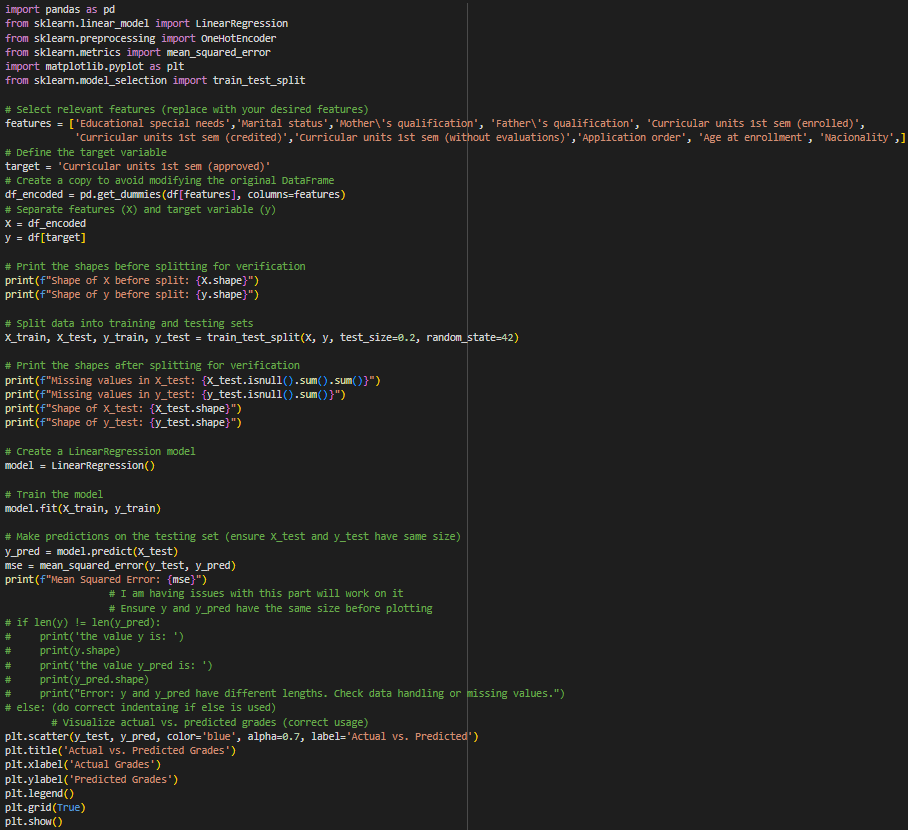 import pandas as pd
from sklearn.linear_model import LinearRegression
from sklearn.preprocessing import OneHotEncoder
from sklearn.metrics import mean_squared_error
import matplotlib.pyplot as plt
from sklearn.model_selection import train_test_split
# Select relevant features (replace with your desired features)
features = ['Educational special needs','Marital status','Mother\'s qualification', 'Father\'s qualification', 'Curricular units 1st sem (enrolled)',
'Curricular units 1st sem (credited)','Curricular units 1st sem (without evaluations)','Application order', 'Age at enrollment', 'Nacionality',]
# Define the target variable
target = 'Curricular units 1st sem (approved)'
# Create a copy to avoid modifying the original DataFrame
df_encoded = pd.get_dummies(df[features], columns=features)
# Separate features (X) and target variable (y)
X = df_encoded
y = df[target]
# Print the shapes before splitting for verification
print(f"Shape of X before split: {X.shape}")
print(f"Shape of y before split: {y.shape}")
# Split data into training and testing sets
X_train, X_test, y_train, y_test = train_test_split(X, y, test_size=0.2, random_state=42)
# Print the shapes after splitting for verification
print(f"Missing values in X_test: {X_test.isnull().sum().sum()}")
print(f"Missing values in y_test: {y_test.isnull().sum()}")
print(f"Shape of X_test: {X_test.shape}")
print(f"Shape of y_test: {y_test.shape}")
# Create a LinearRegression model
model = LinearRegression()
# Train the model
model.fit(X_train, y_train)
# Make predictions on the testing set (ensure X_test and y_test have same size)
y_pred = model.predict(X_test)
mse = mean_squared_error(y_test, y_pred)
print(f"Mean Squared Error: {mse}")
# I am having issues with this part will work on it
# Ensure y and y_pred have the same size before plotting
# if len(y) != len(y_pred):
#     print('the value y is: ')
#     print(y.shape)
#     print('the value y_pred is: ')
#     print(y_pred.shape)
#     print("Error: y and y_pred have different lengths. Check data handling or missing values.")
# else: (do correct indentaing if else is used)
# Visualize actual vs. predicted grades (correct usage)
plt.scatter(y_test, y_pred, color='blue', alpha=0.7, label='Actual vs. Predicted')
plt.title('Actual vs. Predicted Grades')
plt.xlabel('Actual Grades')
plt.ylabel('Predicted Grades')
plt.legend()
plt.grid(True)
plt.show()